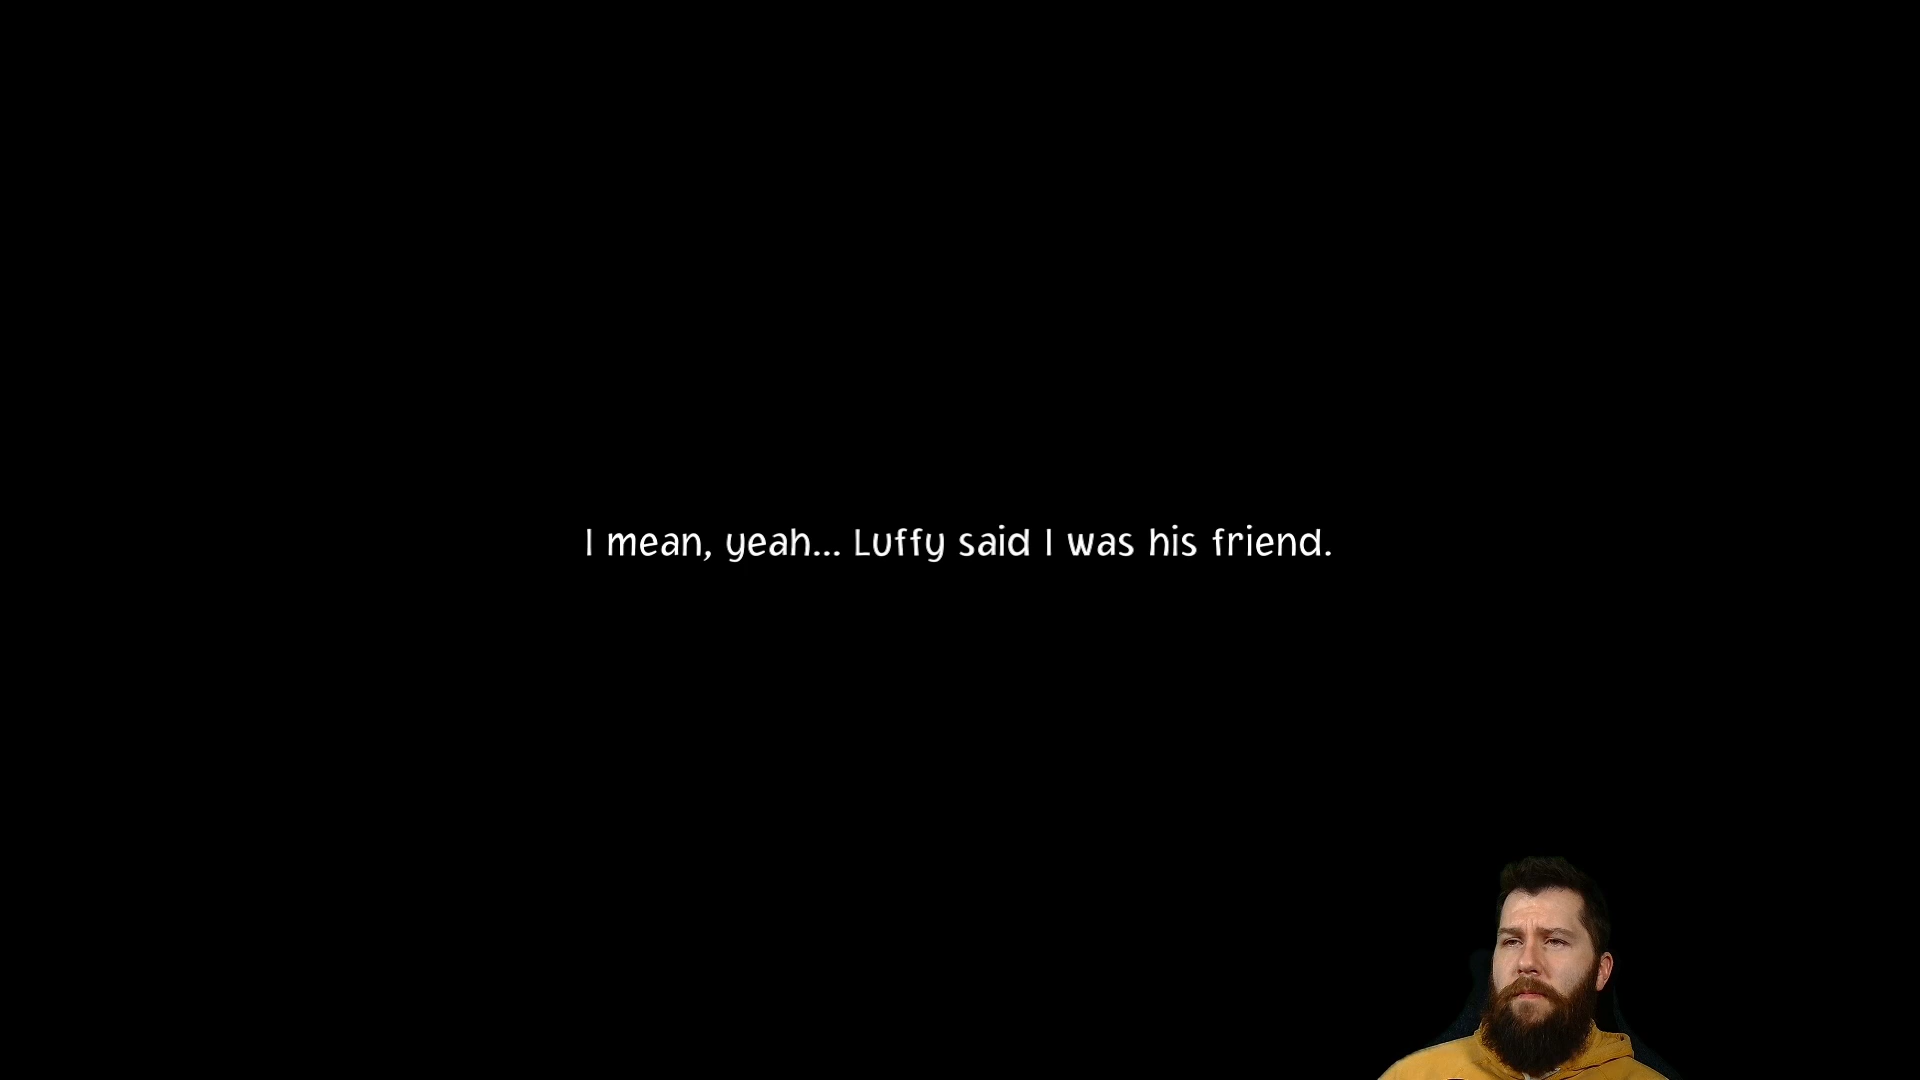 I mean, yeah... Luffy said I was his friend.